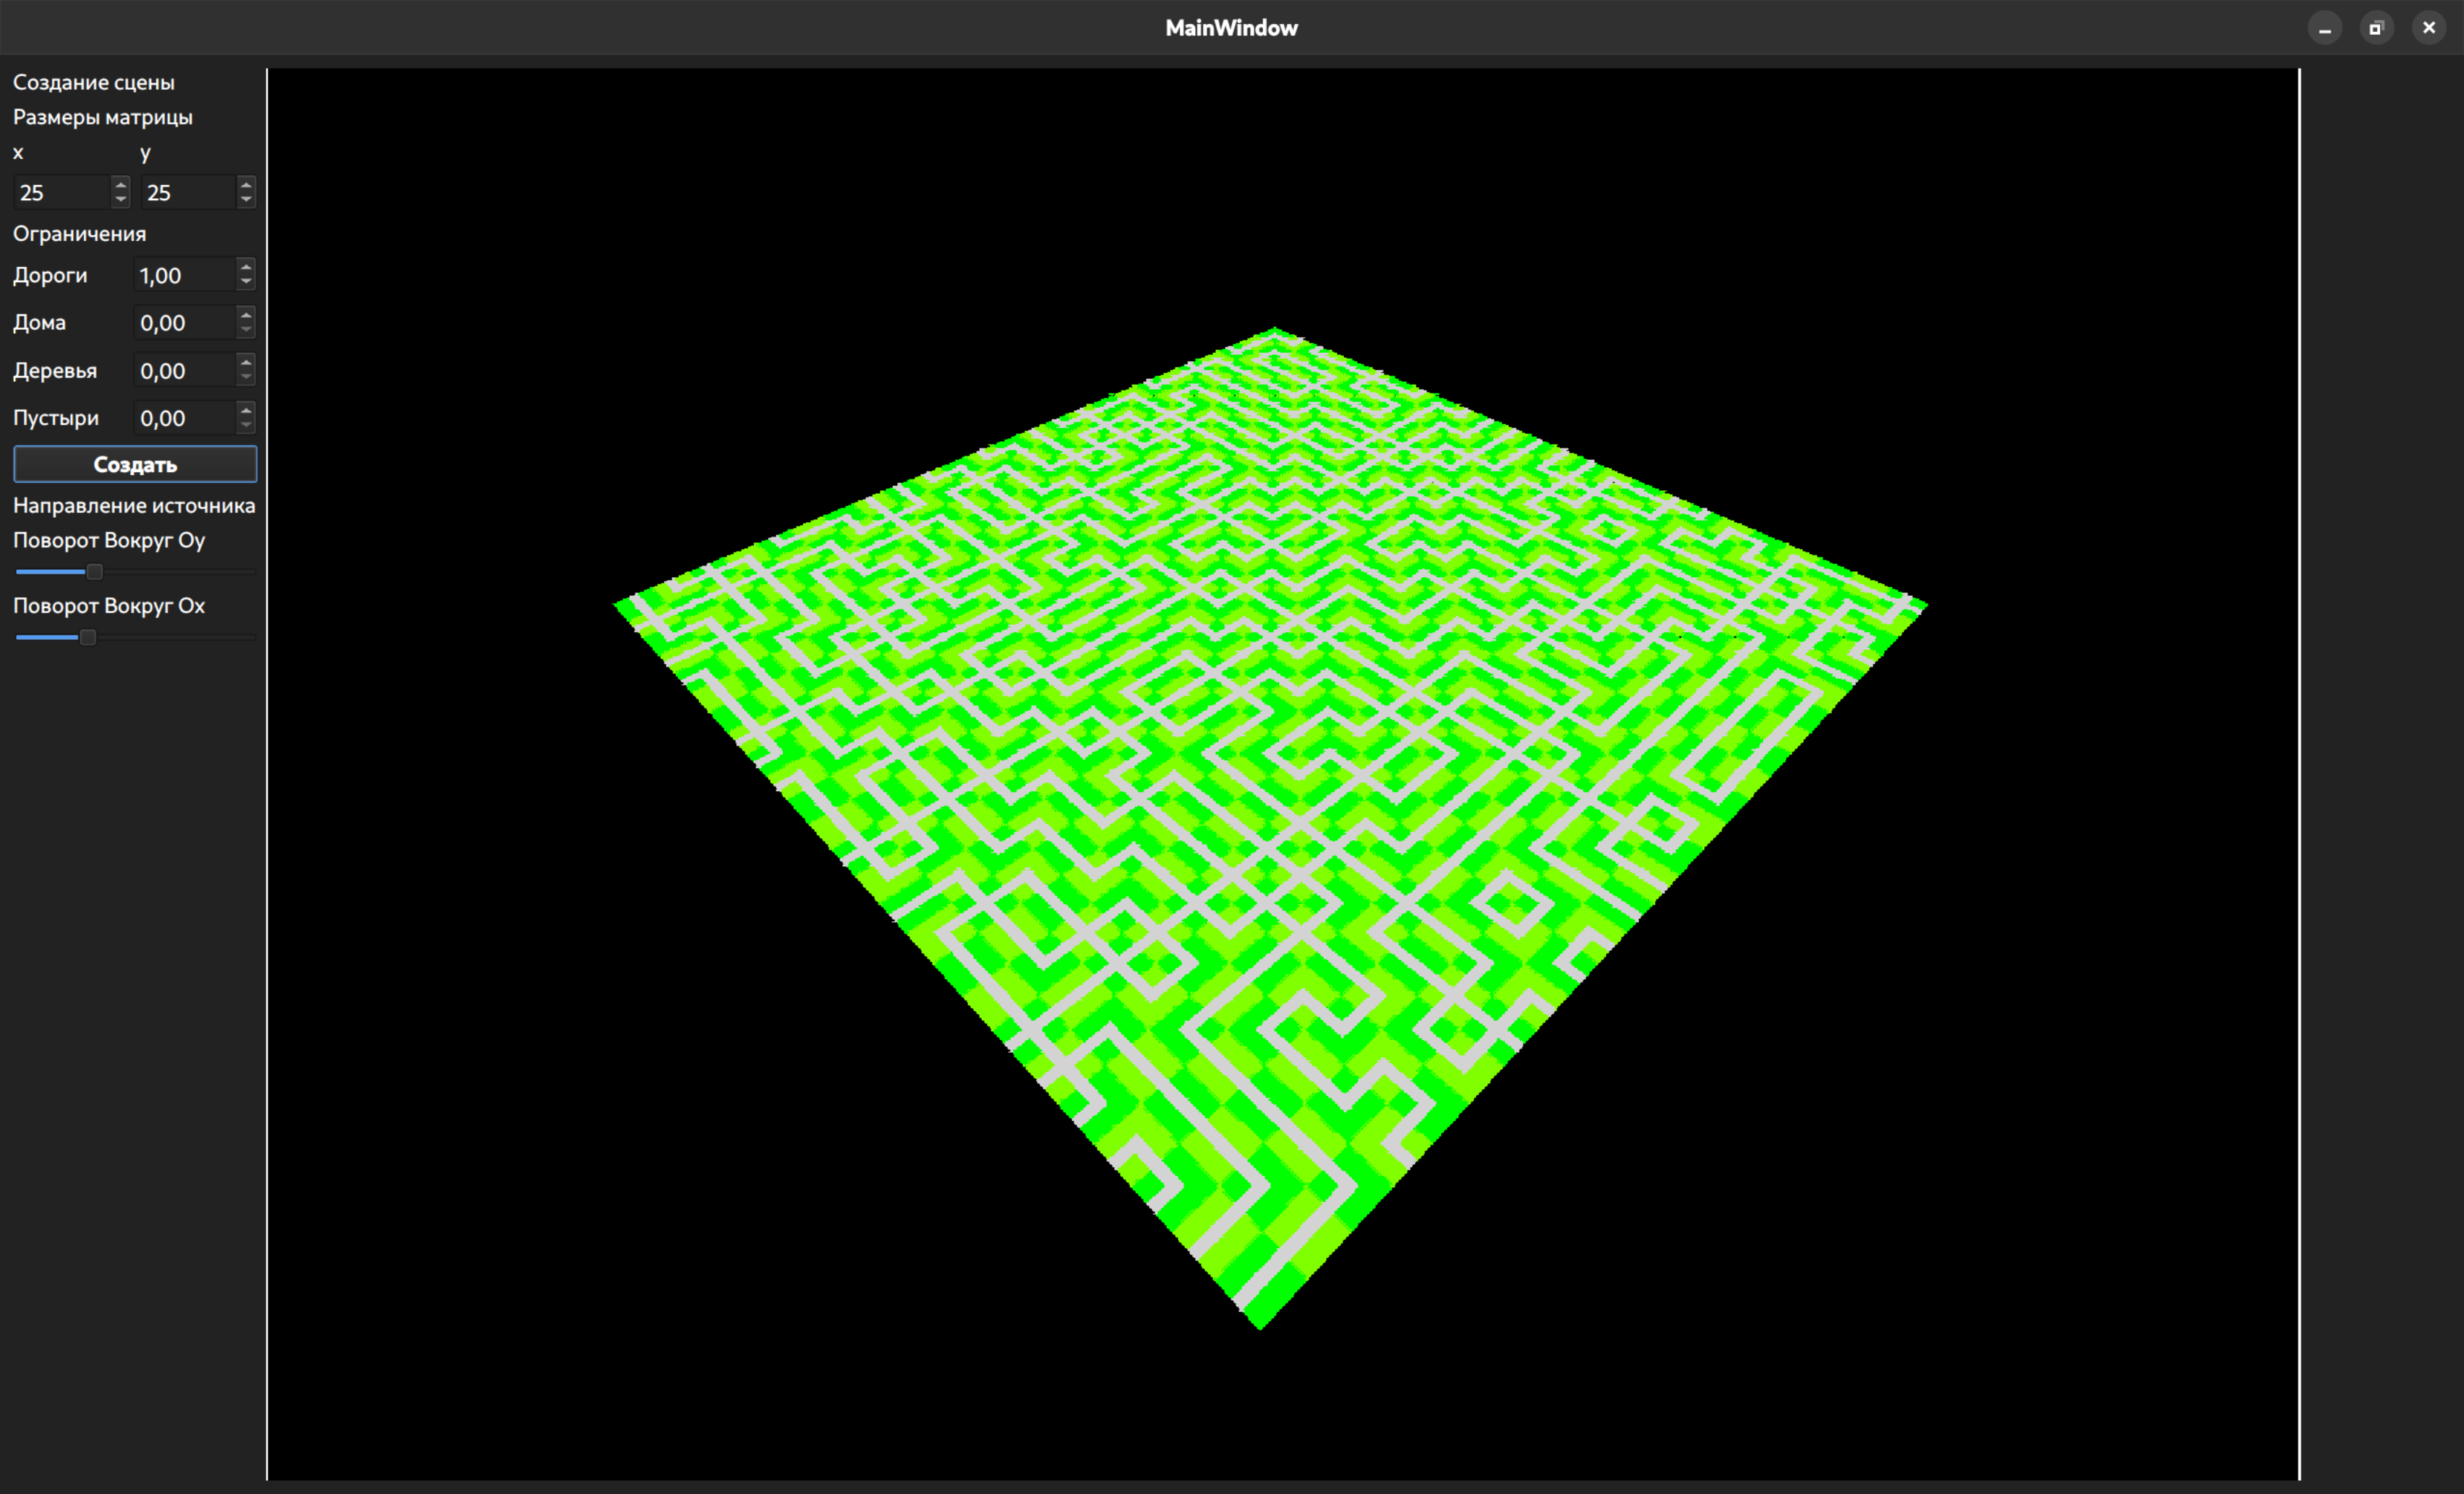 MainWindow
Создание сцены
Размеры матрицы
x y
25 25
Ограничения
Дороги 1,00
Дома 0,00
Деревья 0,00
Пустыри 0,00
Создать
Направление источника
Поворот Вокруг Oy
Поворот Вокруг Ox